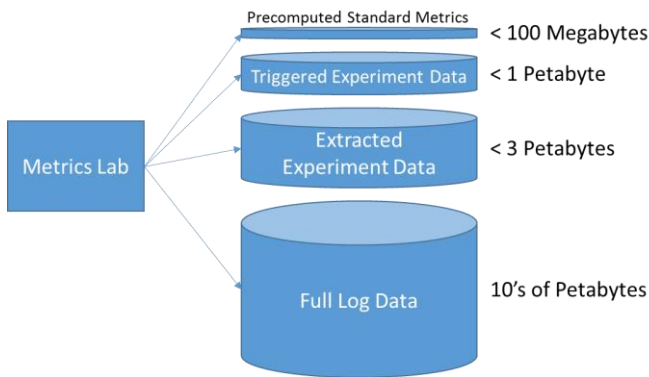 Precomputed Standard Metrics
< 100 Megabytes
Triggered Experiment Data
< 1 Petabyte
Extracted
Experiment Data
< 3 Petabytes
Metrics Lab
Full Log Data
10's of Petabytes